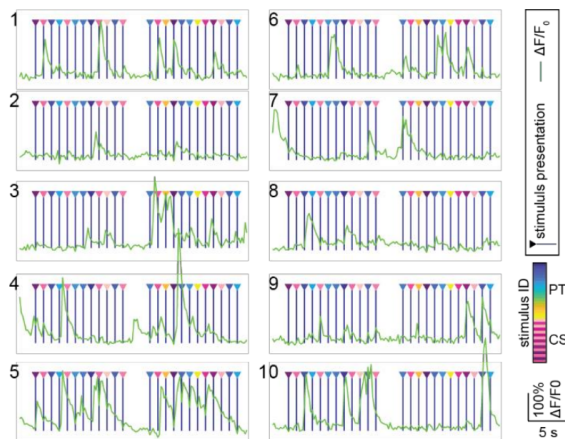 1
2
3
4
5
6
7
8
9
10
ΔF/F0
stimululs presentation
stimulus ID
PT
CS
100%
ΔF/F0
5 s